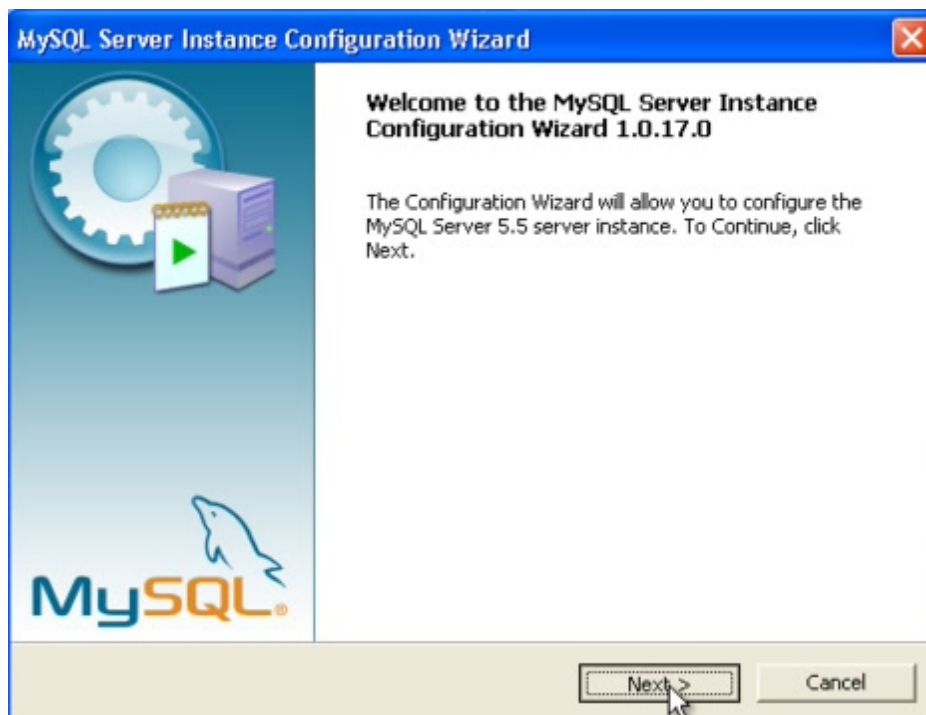 MySQL Server Instance Configuration Wizard
Welcome to the MySQL Server Instance
Configuration Wizard 1.0.17.0
The Configuration Wizard will allow you to configure the
MySQL Server 5.5 server instance. To Continue, click
Next.
MySQL®
Next >
Cancel